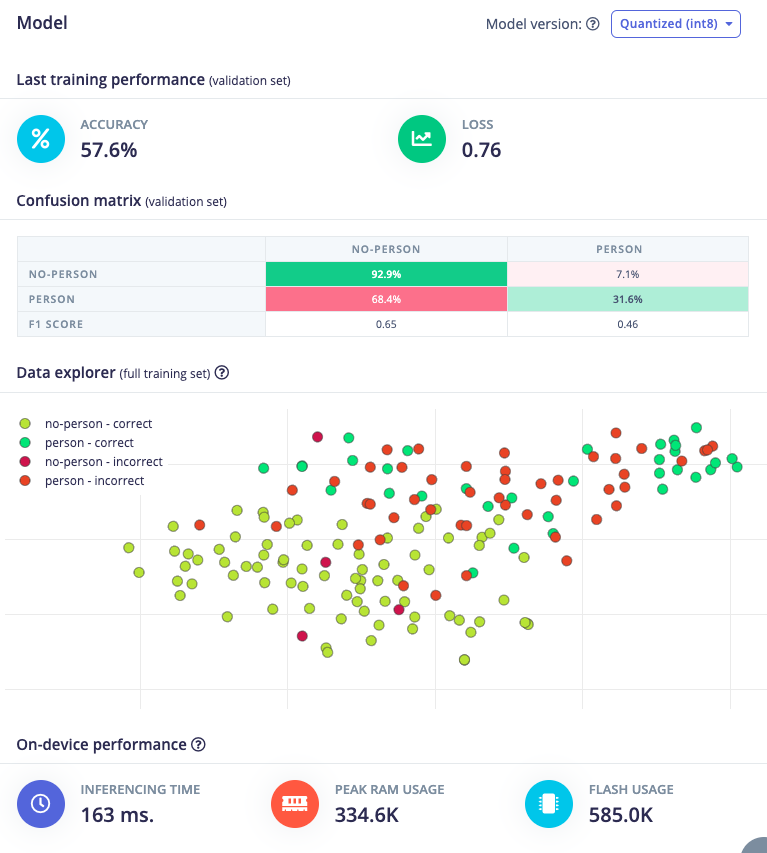 Model
Model version: ? Quantized (int8)
Last training performance (validation set)
% ACCURACY
57.6%
LOSS
0.76
Confusion matrix (validation set)
NO-PERSON PERSON
NO-PERSON 92.9% 7.1%
PERSON 68.4% 31.6%
F1 SCORE 0.65 0.46
Data explorer (full training set) ?
no-person - correct
person - correct
no-person - incorrect
person - incorrect
On-device performance ?
INFERENCING TIME
163 ms.
PEAK RAM USAGE
334.6K
FLASH USAGE
585.0K